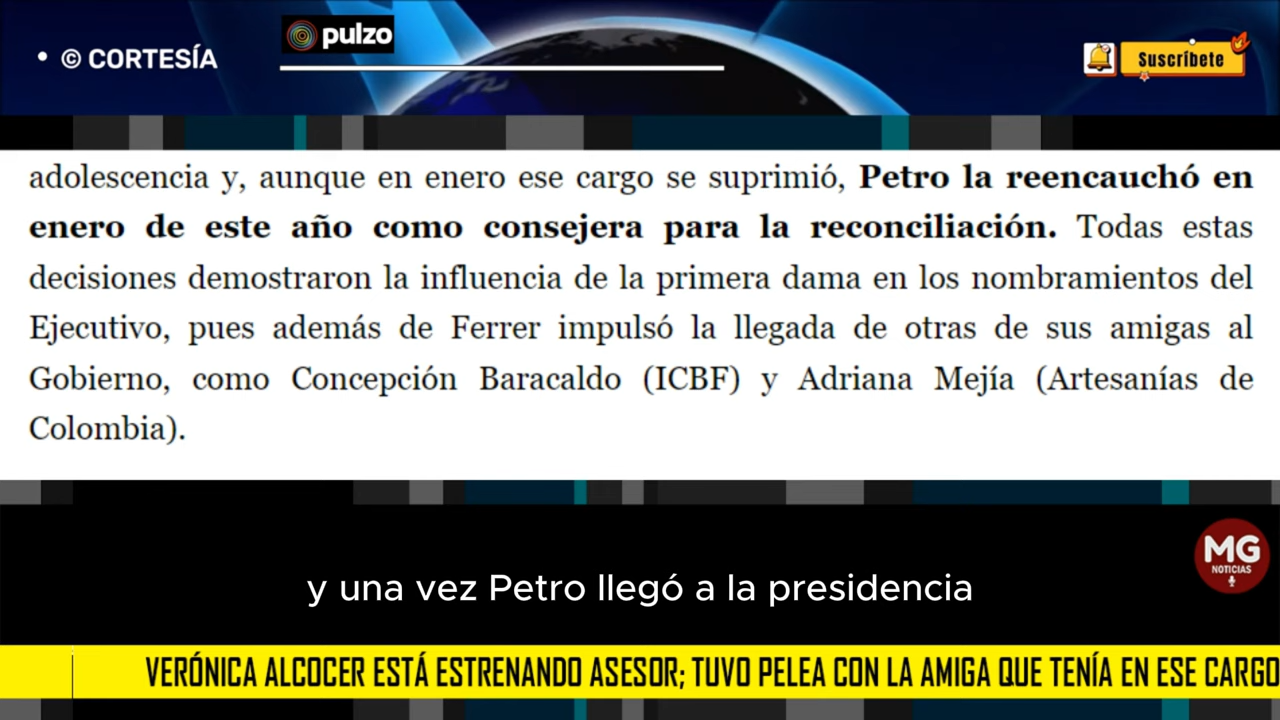 • © CORTESÍA
pulzo
Suscríbete
adolescencia y, aunque en enero ese cargo se suprimió, Petro la reencauchó en
enero de este año como consejera para la reconciliación. Todas estas
decisiones demostraron la influencia de la primera dama en los nombramientos del
Ejecutivo, pues además de Ferrer impulsó la llegada de otras de sus amigas al
Gobierno, como Concepción Baracaldo (ICBF) y Adriana Mejía (Artesanías de
Colombia).
MG
NOTICIAS
y una vez Petro llegó a la presidencia
VERÓNICA ALCOCER ESTÁ ESTRENANDO ASESOR; TUVO PELEA CON LA AMIGA QUE TENÍA EN ESE CARGO